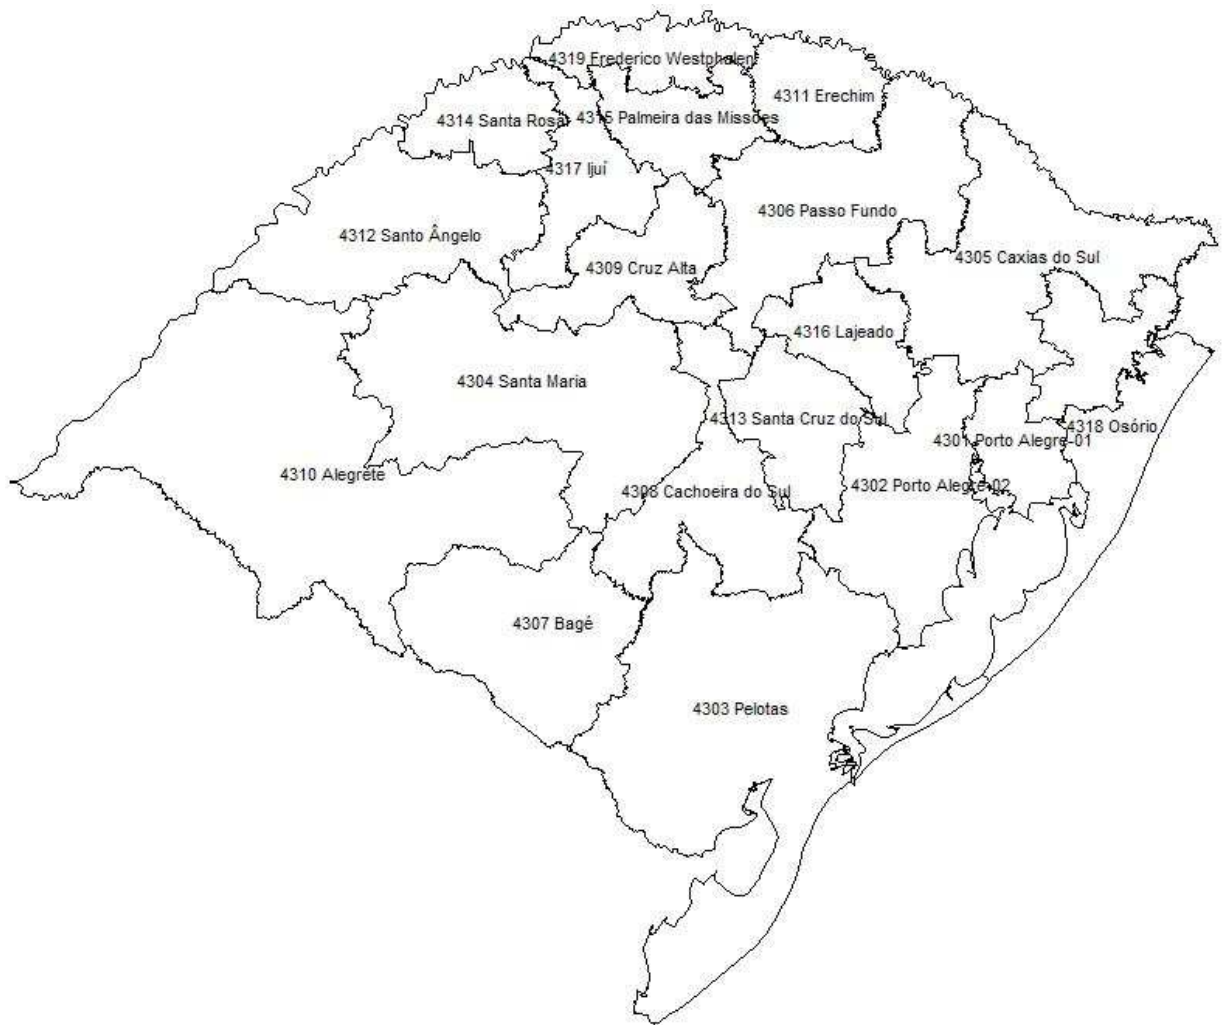 4319 Frederico Westphalen
4311 Erechim
4314 Santa Rosa
4315 Palmeira das Missões
4317 Ijuí
4306 Passo Fundo
4312 Santo Ângelo
4305 Caxias do Sul
4309 Cruz Alta
4316 Lajeado
4304 Santa Maria
4313 Santa Cruz do Sul
4318 Osório
4301 Porto Alegre-01
4310 Alegrete
4302 Porto Alegre-02
4308 Cachoeira do Sul
4307 Bagé
4303 Pelotas